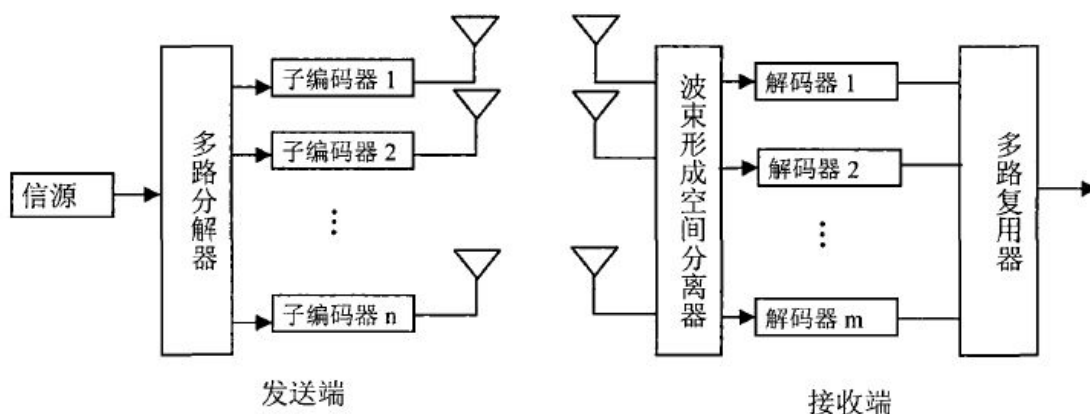 信源
多路分解器
子编码器 1
子编码器 2
⋮
子编码器 n
发送端
波束形成空间分离器
解码器 1
解码器 2
⋮
解码器 m
多路复用器
接收端